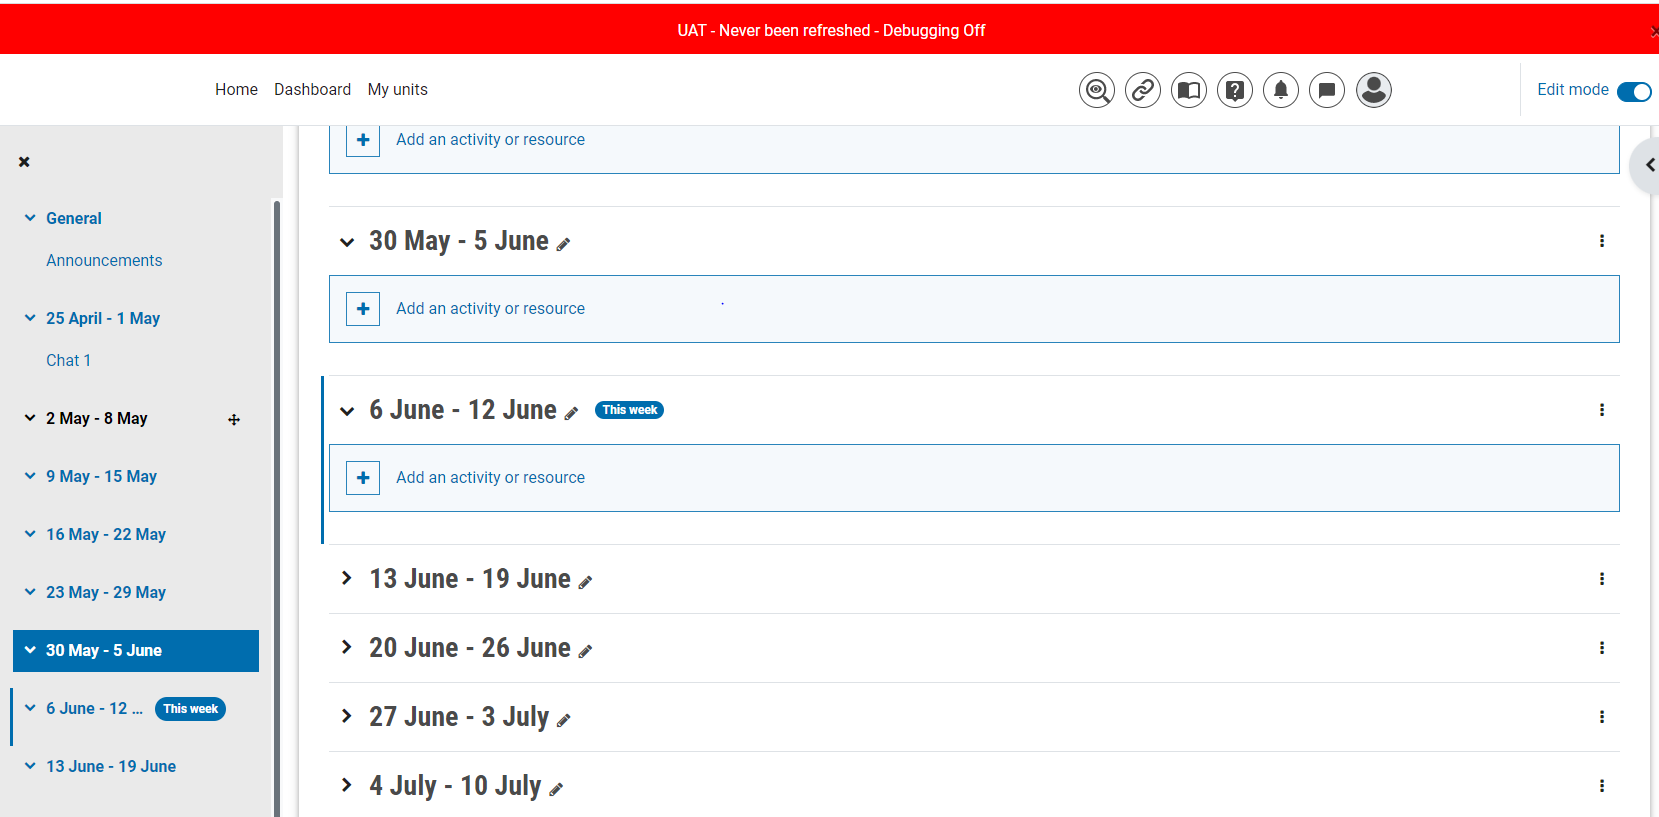 UAT - Never been refreshed - Debugging Off
Home Dashboard My units
Edit mode
General
Announcements
25 April - 1 May
Chat 1
2 May - 8 May
9 May - 15 May
16 May - 22 May
23 May - 29 May
30 May - 5 June
6 June - 12 ... This week
13 June - 19 June
Add an activity or resource
30 May - 5 June
Add an activity or resource
6 June - 12 June This week
Add an activity or resource
13 June - 19 June
20 June - 26 June
27 June - 3 July
4 July - 10 July